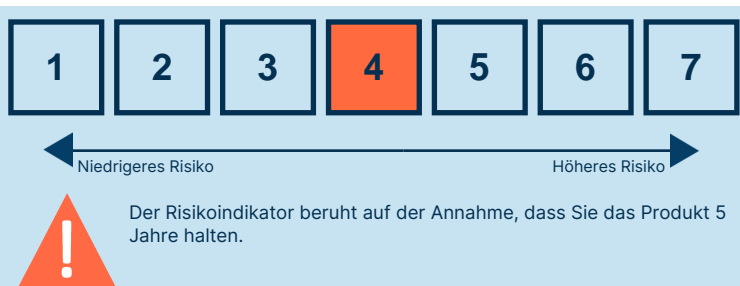 1 2 3 4 5 6 7
Niedrigeres Risiko Höheres Risiko
!
Der Risikoindikator beruht auf der Annahme, dass Sie das Produkt 5
Jahre halten.